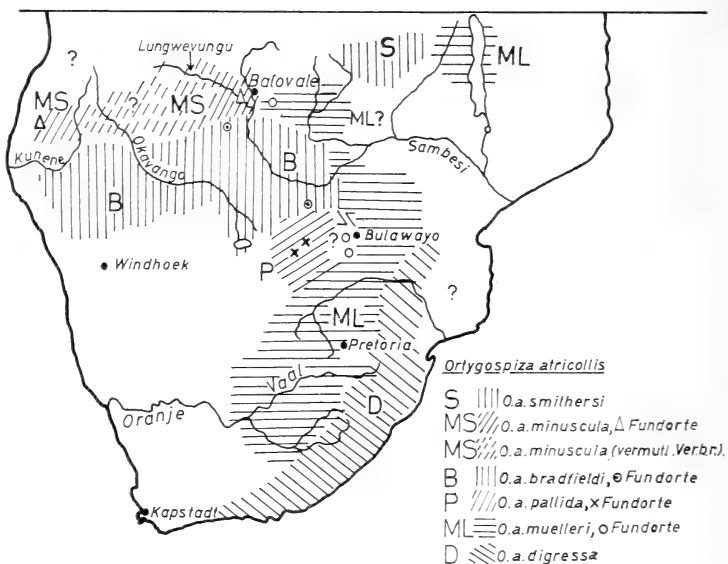 ?
Lungwevungu
S
ML
Balovale
MS
?
MS
ML?
Kunene
Okavango
B
Sambesi
B
?
Bulawayo
P
Windhoek
?
ML
Pretoria
Vaal
Oranje
D
Kapstadt
Ortygospiza atricollis
S O.a.smithersi
MS O.a.minuscula, △ Fundorte
MS O.a.minuscula (vermutl. Verbr.).
B O.a.bradfieldi, ⊙ Fundorte
P O.a.pallida, × Fundorte
ML O.a.muelleri, ○ Fundorte
D O.a.digressa